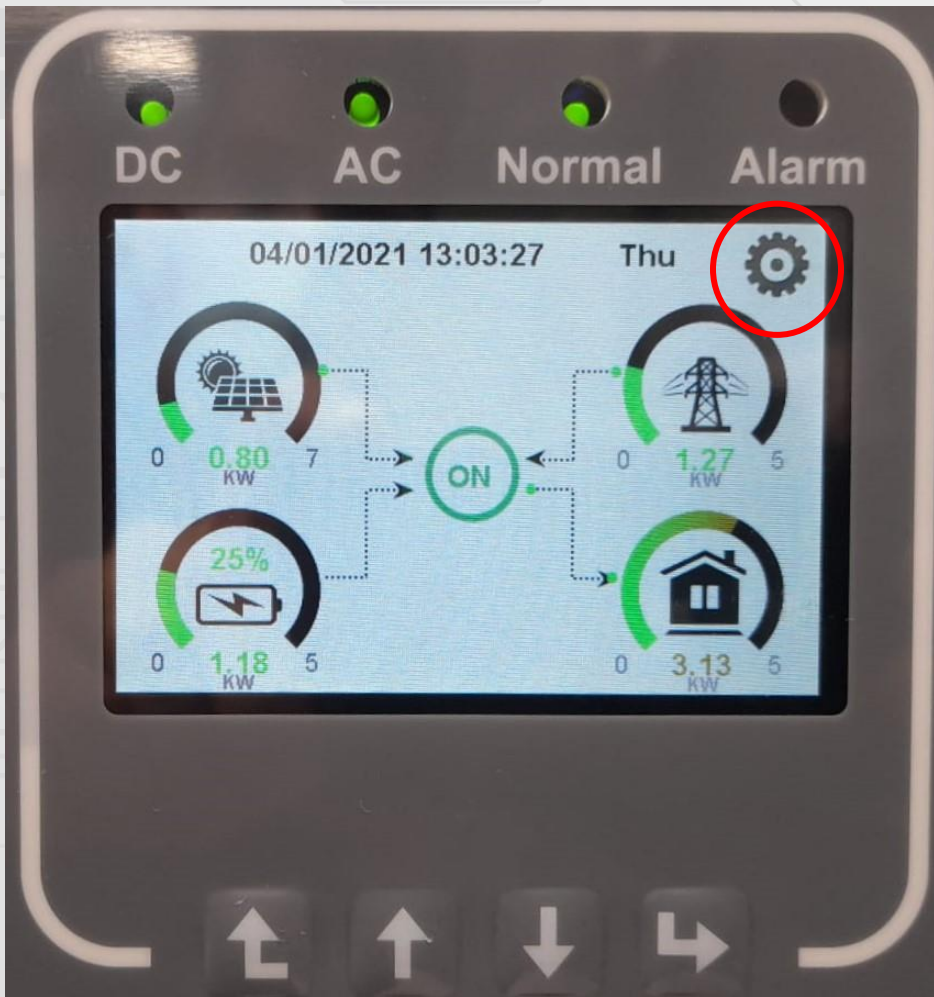 DC AC Normal Alarm
04/01/2021 13:03:27 Thu
ON
0 0.80 7
KW
0 1.27 5
KW
25%
0 1.18 5
KW
0 3.13 5
KW